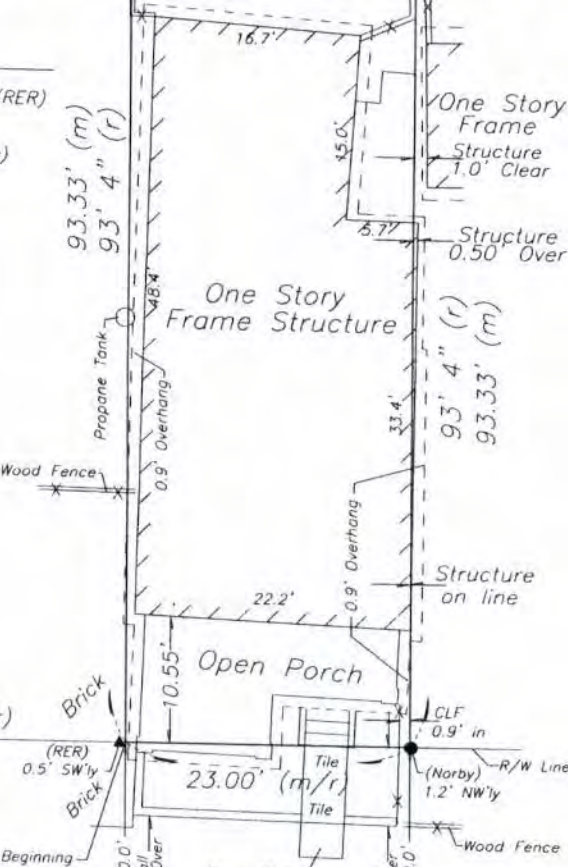 16.7'
(RER)
93.33' (m)
93' 4" (r)
15.0'
One Story
Frame
Structure
1.0' Clear
5.7'
Structure
0.50' Over
48.4'
One Story
Frame Structure
93' 4" (r)
93.33' (m)
Propane Tank
0.9' Overhang
33.4'
Wood Fence
0.9' Overhang
Structure
on line
22.2'
10.55'
Open Porch
Brick
CLF
0.9' in
(RER)
0.5' SW'ly
Tile
R/W Line
23.00' (m/r)
(Norby)
1.2' NW'ly
Brick
Tile
Beginning
Wood Fence